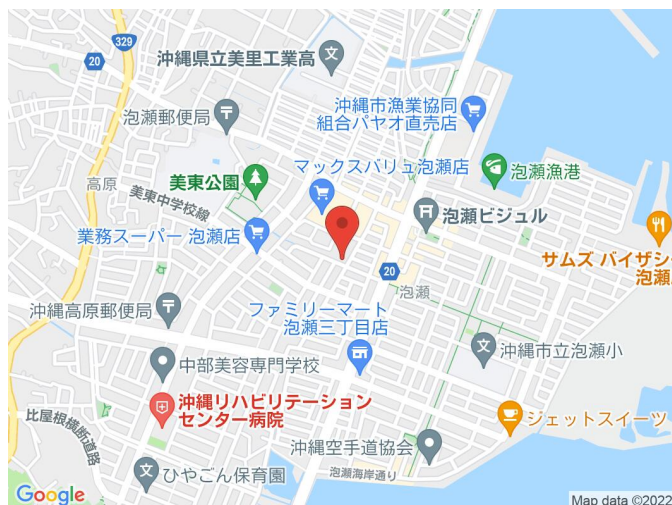 329
20
沖縄県立美里工業高
文
泡瀬郵便局
沖縄市漁業協同
組合パヤオ直売店
マックスバリュ泡瀬店
高原
美東公園
美東中学校線
泡瀬漁港
泡瀬ビジュル
業務スーパー 泡瀬店
サムズ バイザシ
泡瀬
20
泡瀬
沖縄高原郵便局
ファミリーマート
泡瀬三丁目店
中部美容専門学校
文
沖縄市立泡瀬小
沖縄リハビリテーション
センター病院
ジェットスイーツ
比屋根横断道路
沖縄空手道協会
文
ひやごん保育園
泡瀬海岸通り
Google
Map data ©2022